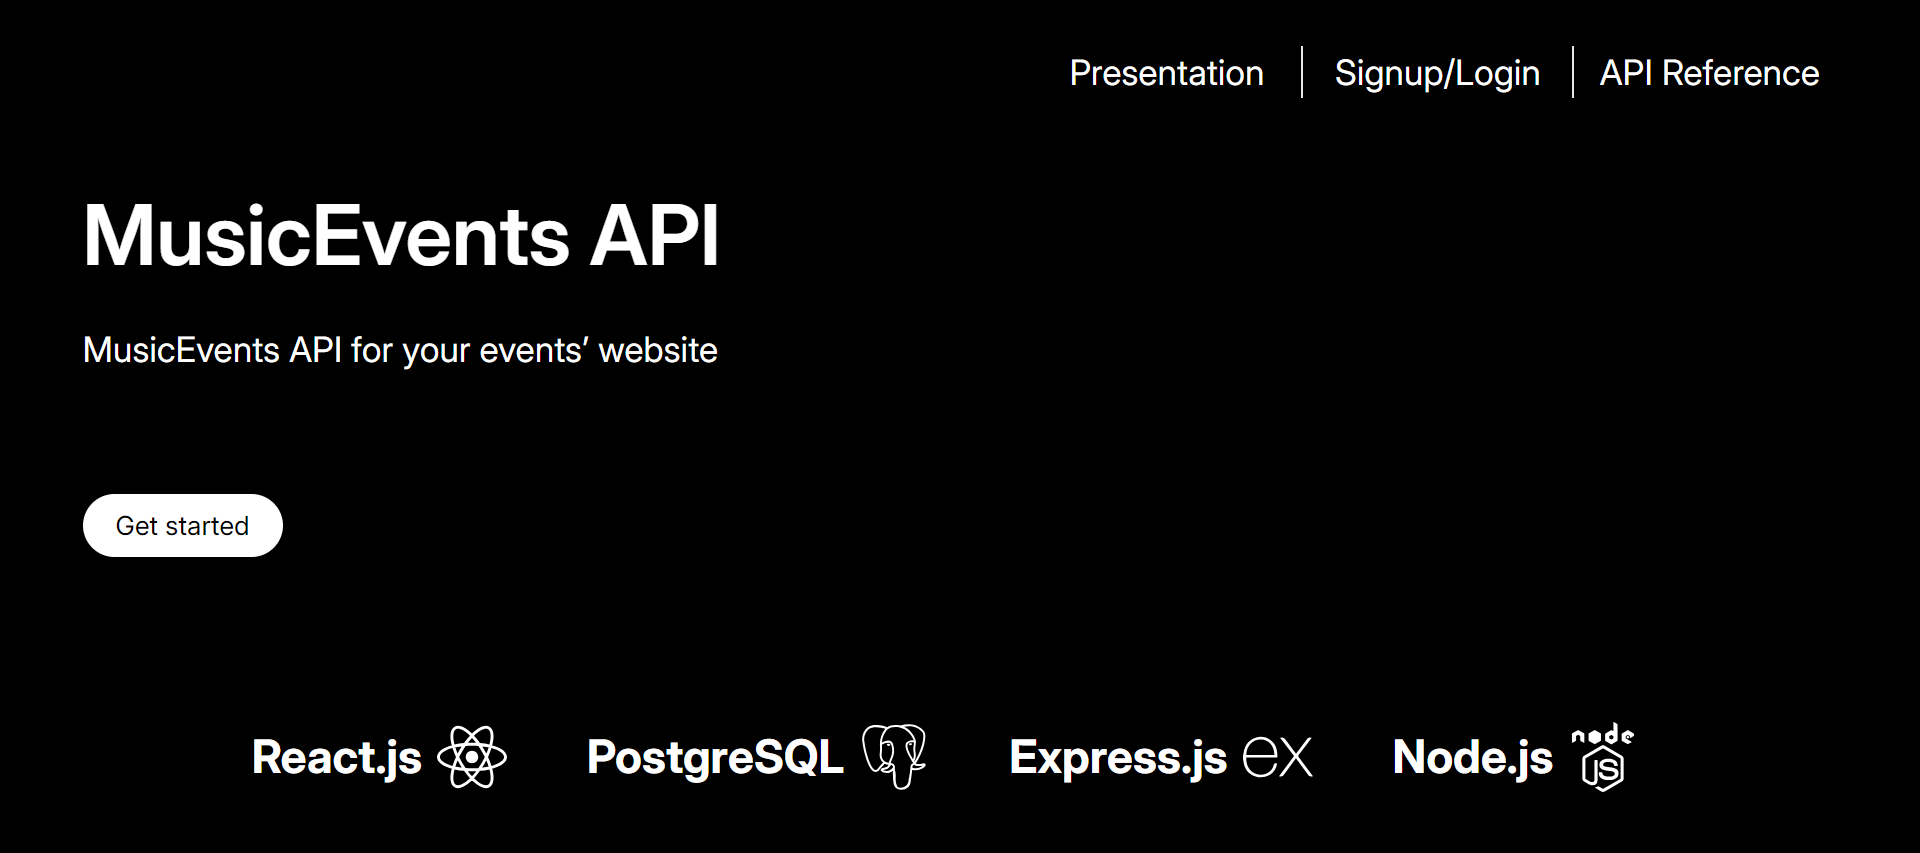 Presentation
Signup/Login
API Reference
MusicEvents API
MusicEvents API for your events’ website
Get started
React.js
PostgreSQL
Express.js ex
Node.js node JS